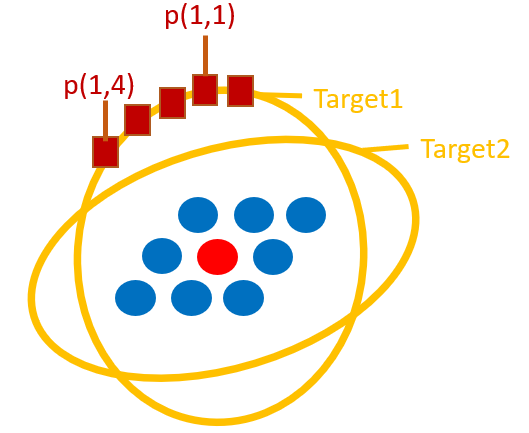 p(1,1)
p(1,4)
Target1
Target2